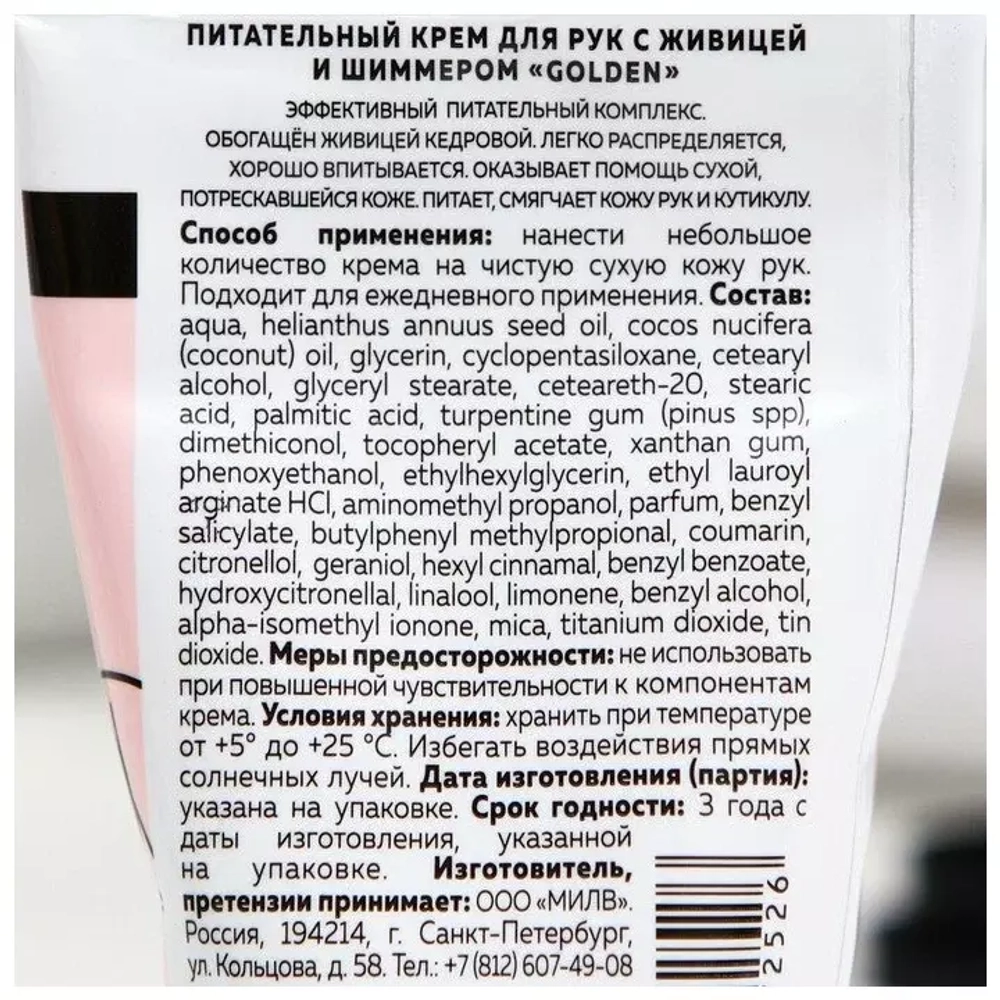 ПИТАТЕЛЬНЫЙ КРЕМ ДЛЯ РУК С ЖИВИЦЕЙ
И ШИММЕРОМ «GOLDEN»
ЭФФЕКТИВНЫЙ ПИТАТЕЛЬНЫЙ КОМПЛЕКС.
ОБОГАЩЁН ЖИВИЦЕЙ КЕДРОВОЙ. ЛЕГКО РАСПРЕДЕЛЯЕТСЯ,
ХОРОШО ВПИТЫВАЕТСЯ. ОКАЗЫВАЕТ ПОМОЩЬ СУХОЙ,
ПОТРЕСКАВШЕЙСЯ КОЖЕ. ПИТАЕТ, СМЯГЧАЕТ КОЖУ РУК И КУТИКУЛУ.
Способ применения: нанести небольшое
количество крема на чистую сухую кожу рук.
Подходит для ежедневного применения. Состав:
aqua, helianthus annuus seed oil, cocos nucifera
(coconut) oil, glycerin, cyclopentasiloxane, cetearyl
alcohol, glyceryl stearate, ceteareth-20, stearic
acid, palmitic acid, turpentine gum (pinus spp),
dimethiconol, tocopheryl acetate, xanthan gum,
phenoxyethanol, ethylhexylglycerin, ethyl lauroyl
arginate HCl, aminomethyl propanol, parfum, benzyl
salicylate, butylphenyl methylpropional, coumarin,
citronellol, geraniol, hexyl cinnamal, benzyl benzoate,
hydroxycitronellal, linalool, limonene, benzyl alcohol,
alpha-isomethyl ionone, mica, titanium dioxide, tin
dioxide. Меры предосторожности: не использовать
при повышенной чувствительности к компонентам
крема. Условия хранения: хранить при температуре
от +5° до +25 °C. Избегать воздействия прямых
солнечных лучей. Дата изготовления (партия):
указана на упаковке. Срок годности: 3 года с
даты изготовления, указанной
на упаковке. Изготовитель,
претензии принимает: ООО «МИЛВ».
Россия, 194214, г. Санкт-Петербург,
ул. Кольцова, д. 58. Тел.: +7 (812) 607-49-08
22526